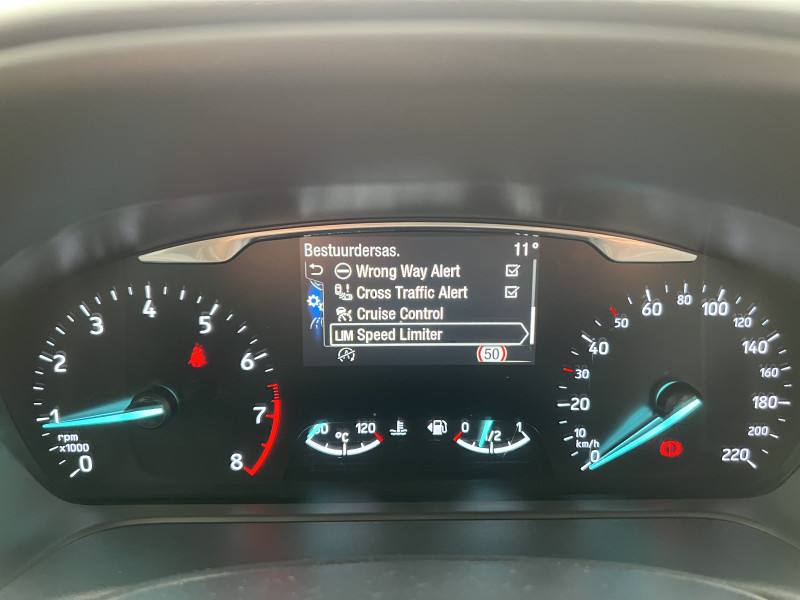 Bestuurdersas. 11°
Wrong Way Alert
Cross Traffic Alert
Cruise Control
LIM Speed Limiter
50
0
1
2
3
4
5
6
7
8
rpm
x1000
°C 120
0 1/2 1
0
10
20
30
40
50
60
80
100
120
140
160
180
200
220
km/h